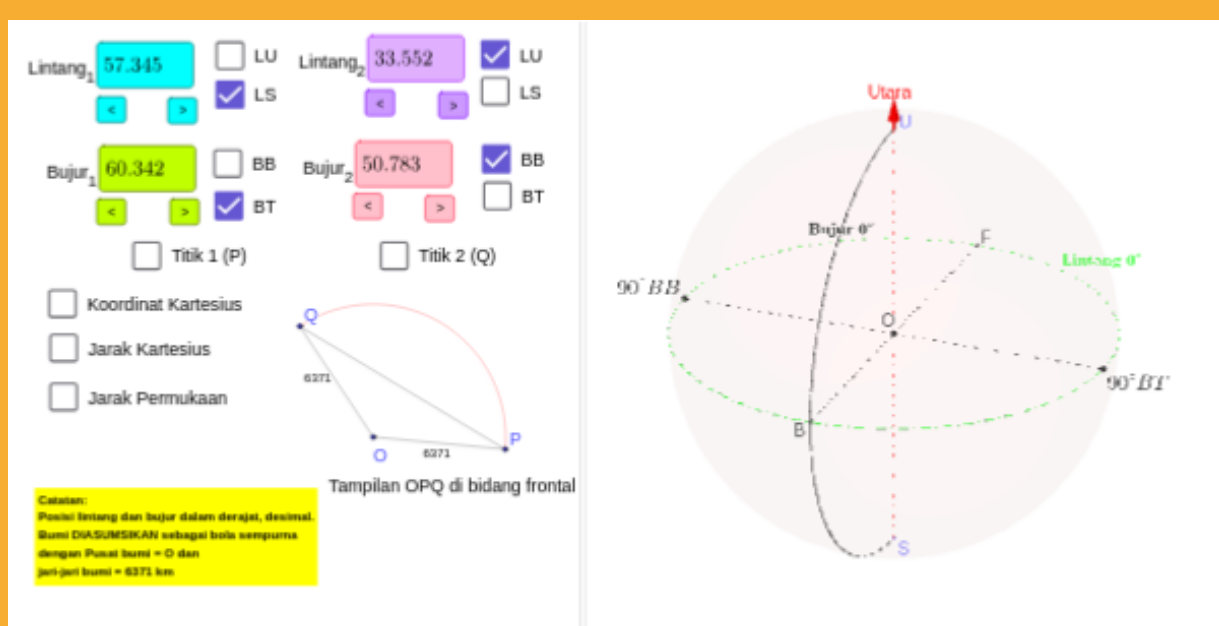 Lintang1 57.345 LU
LS
< >
Lintang2 33.552 LU
LS
< >
Bujur1 60.342 BB
BT
< >
Bujur2 50.783 BB
BT
< >
Titik 1 (P)
Titik 2 (Q)
Koordinat Kartesius
Jarak Kartesius
Jarak Permukaan
Q
6371
O
6371
P
Tampilan OPQ di bidang frontal
Catatan:
Posisi lintang dan bujur dalam derajat, desimal.
Bumi DIASUMSIKAN sebagai bola sempurna
dengan Pusat bumi = O dan
jari-jari bumi = 6371 km
Utara
U
Bujur 0°
F
Lintang 0°
90° BB
O
90° BT
B
S